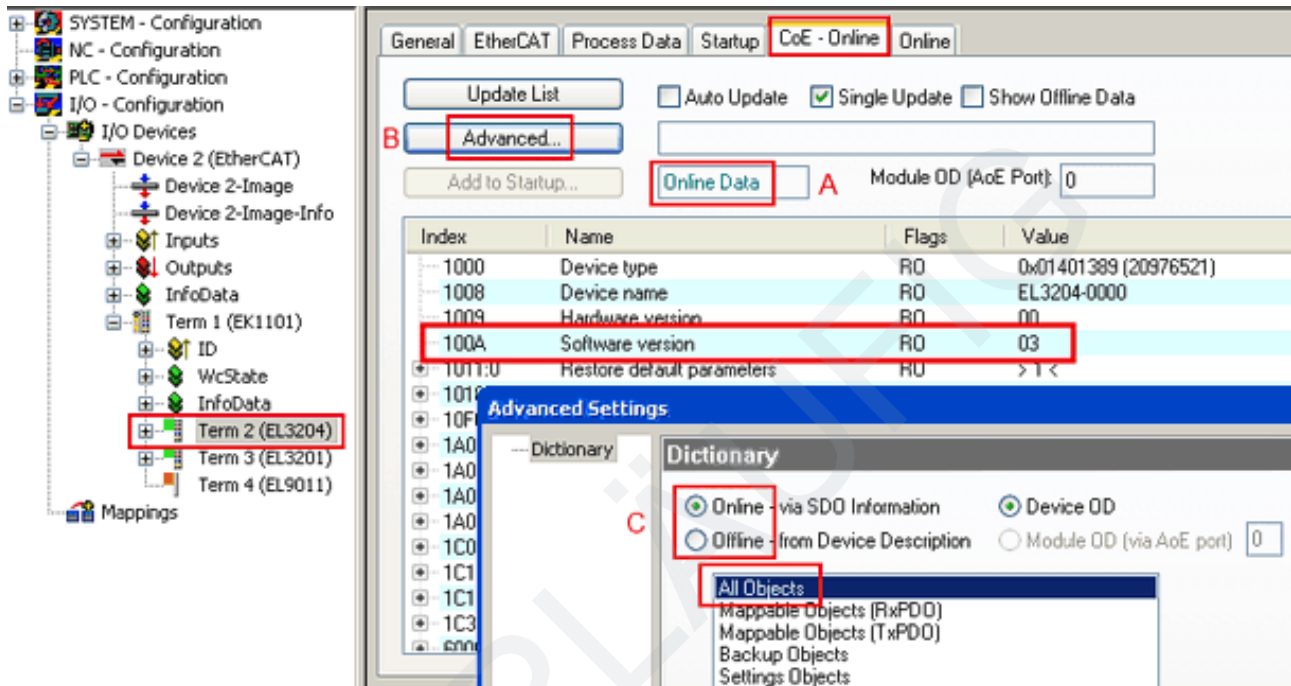 SYSTEM - Configuration
NC - Configuration
PLC - Configuration
I/O - Configuration
I/O Devices
Device 2 (EtherCAT)
Device 2-Image
Device 2-Image-Info
Inputs
Outputs
InfoData
Term 1 (EK1101)
ID
WcState
InfoData
Term 2 (EL3204)
Term 3 (EL3201)
Term 4 (EL9011)
Mappings
General EtherCAT Process Data Startup CoE - Online Online
Update List Auto Update Single Update Show Offline Data
B Advanced...
Add to Startup... Online Data A Module OD (AoE Port): 0
Index Name Flags Value
1000 Device type RO 0x01401389 (20976521)
1008 Device name RO EL3204-0000
1009 Hardware version RO 00
100A Software version RO 03
1011:0 Restore default parameters RO > 1 <
1A0
1A0
1A0
1A0
1C0
1C1
1C1
1C3
Advanced Settings
Dictionary
Dictionary
C
Online - via SDO Information Device OD
Offline - from Device Description Module OD (via AoE port) 0
All Objects
Mappable Objects (RxPDO)
Mappable Objects (TxPDO)
Backup Objects
Settings Objects